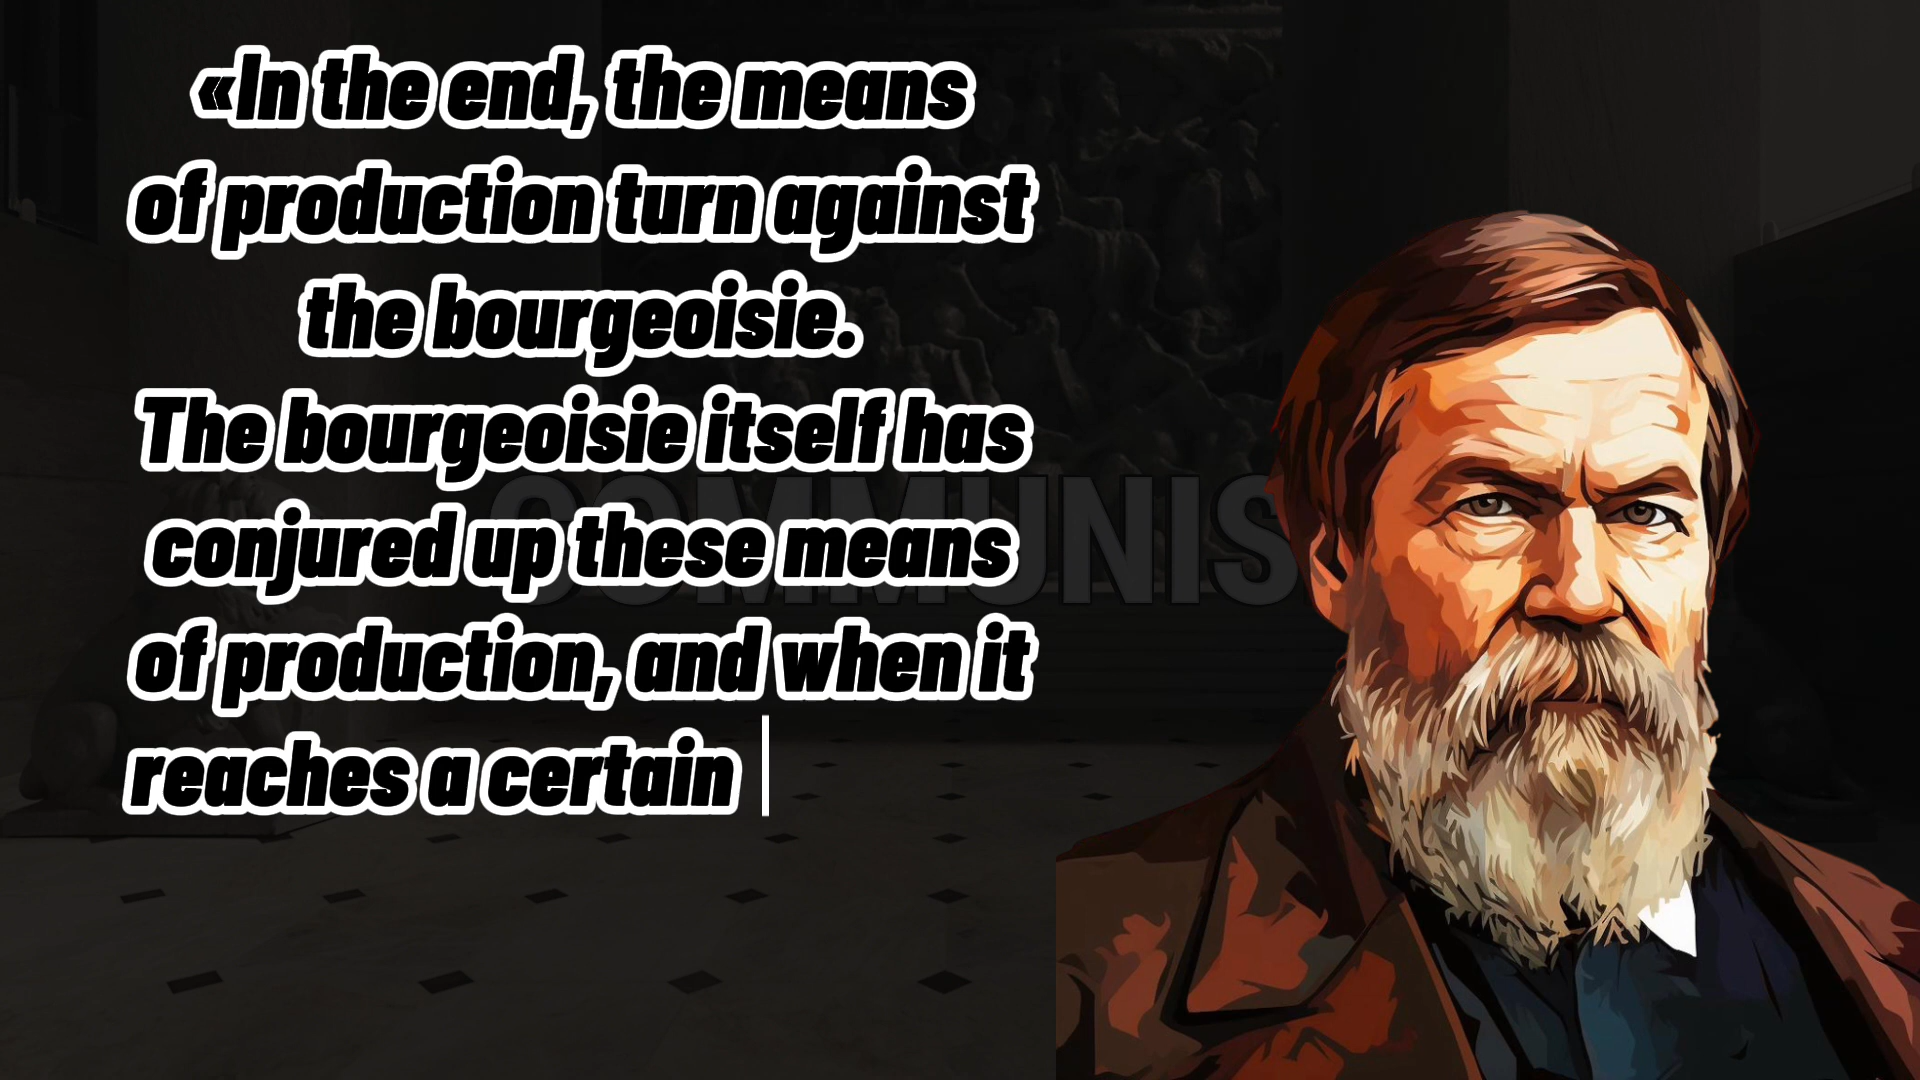 «In the end, the means
of production turn against
the bourgeoisie.
The bourgeoisie itself has
conjured up these means
of production, and when it
reaches a certain
COMMUNIS